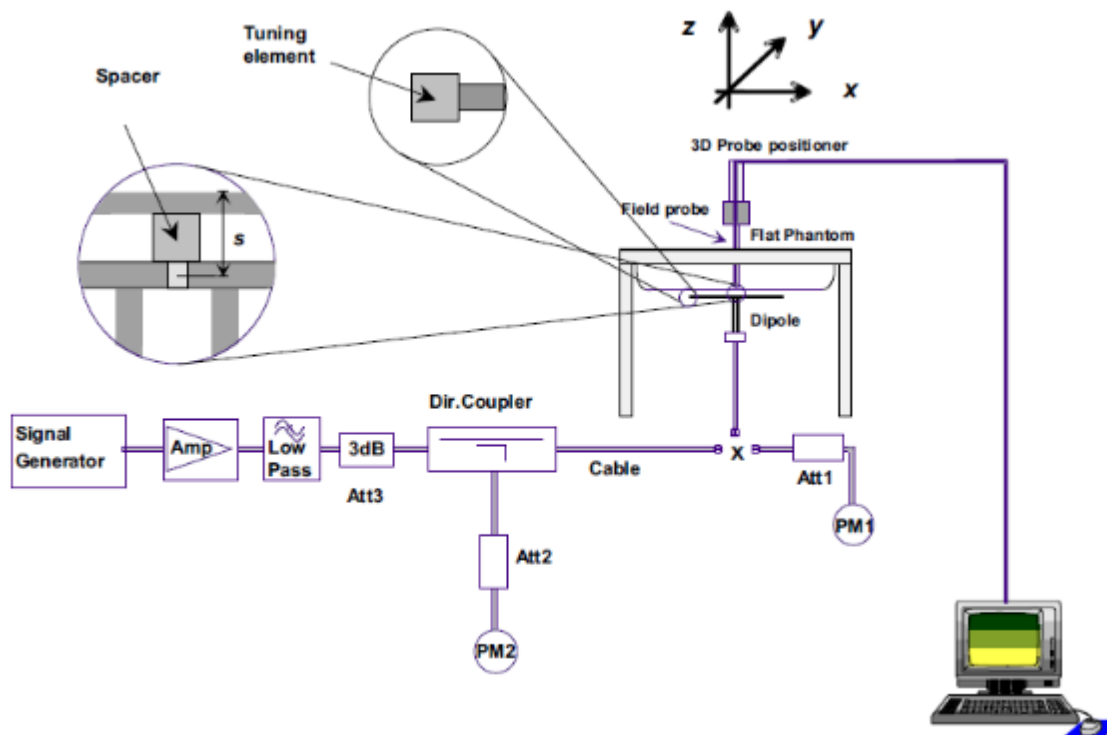 Tuning
element
Spacer
s
z
y
x
3D Probe positioner
Field probe
Flat Phantom
Dipole
Dir.Coupler
Signal
Generator
Amp
Low
Pass
3dB
Att3
Cable
X
Att1
PM1
Att2
PM2